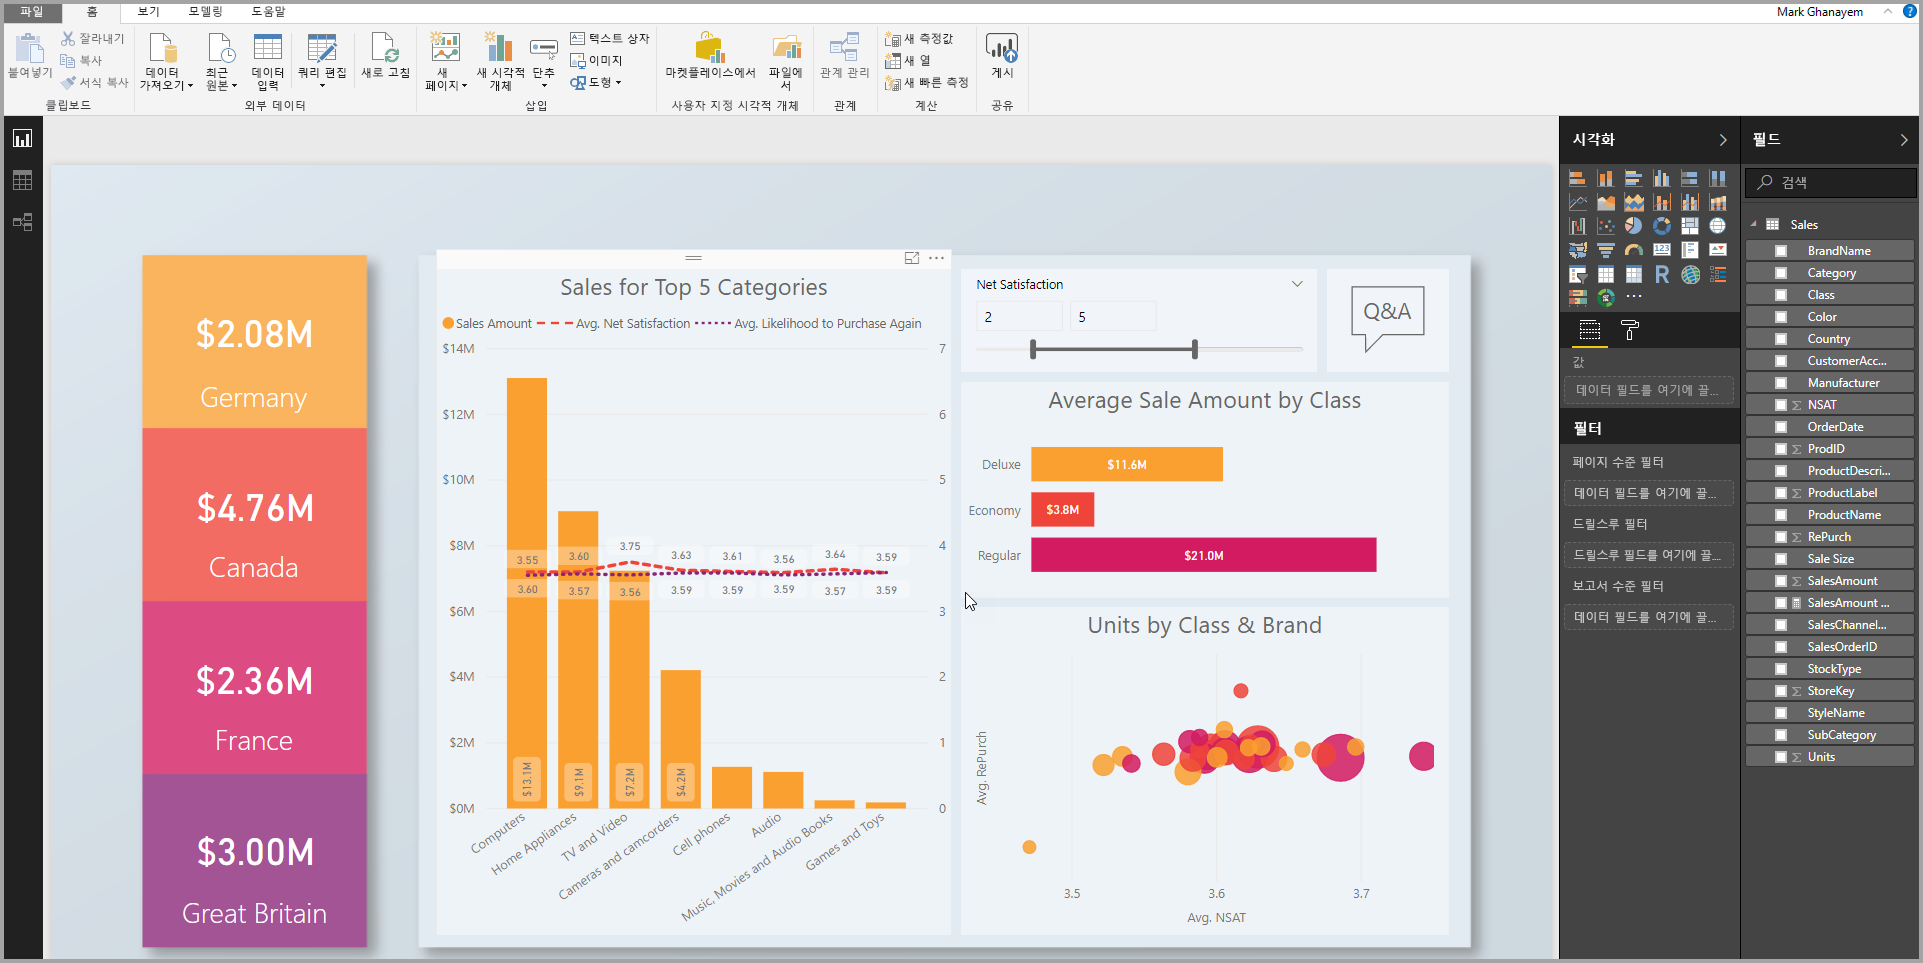 파일 홈 보기 모델링 도움말 Mark Ghanayem ?
붙여넣기
잘라내기
복사
서식 복사
클립보드
데이터
가져오기
최근
원본
데이터
입력
쿼리 편집
새로 고침
외부 데이터
새
페이지
새 시각적
개체
단추
텍스트 상자
이미지
도형
삽입
마켓플레이스에서
파일에
서
사용자 지정 시각적 개체
관계 관리
관계
새 측정값
새 열
새 빠른 측정
계산
게시
공유
$2.08M
Germany
$4.76M
Canada
$2.36M
France
$3.00M
Great Britain
Sales for Top 5 Categories
Sales Amount Avg. Net Satisfaction Avg. Likelihood to Purchase Again
$14M 7
$12M 6
$10M 5
$8M 4
$6M 3
$4M 2
$2M 1
$0M 0
3.55 3.60 3.75 3.63 3.61 3.56 3.64 3.59
3.60 3.57 3.56 3.59 3.59 3.59 3.57 3.59
$13.1M $9.1M $7.2M $4.2M
Computers
Home Appliances
TV and Video
Cameras and camcorders
Cell phones
Audio
Music, Movies and Audio Books
Games and Toys
Net Satisfaction
2 5
Q&A
Average Sale Amount by Class
Deluxe $11.6M
Economy $3.8M
Regular $21.0M
Units by Class & Brand
Avg. RePurch
3.5 3.6 3.7
Avg. NSAT
시각화
123
R
값
데이터 필드를 여기에 끌...
필터
페이지 수준 필터
데이터 필드를 여기에 끌...
드릴스루 필터
드릴스루 필드를 여기에 끌...
보고서 수준 필터
데이터 필드를 여기에 끌...
필드
검색
Sales
BrandName
Category
Class
Color
Country
CustomerAcc...
Manufacturer
Σ NSAT
OrderDate
Σ ProdID
ProductDescri...
Σ ProductLabel
ProductName
Σ RePurch
Sale Size
Σ SalesAmount
SalesAmount ...
SalesChannel...
SalesOrderID
StockType
Σ StoreKey
StyleName
SubCategory
Σ Units